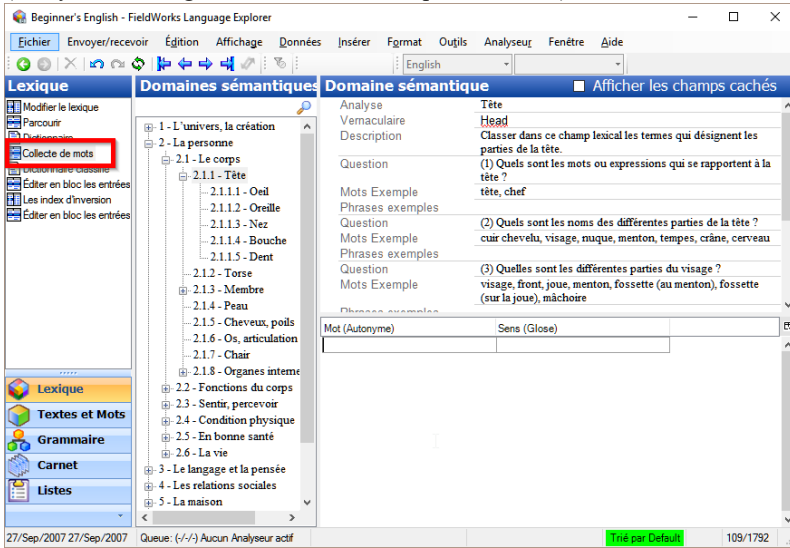 Beginner's English - FieldWorks Language Explorer
Fichier Envoyer/recevoir Édition Affichage Données Insérer Format Outils Analyseur Fenêtre Aide
English
Lexique
Modifier le lexique
Parcourir
Dictionnaire
Collecte de mots
Dictionnaire classifié
Éditer en bloc les entrées
Les index d'inversion
Éditer en bloc les entrées
Lexique
Textes et Mots
Grammaire
Carnet
Listes
Domaines sémantiques
1 - L'univers, la création
2 - La personne
2.1 - Le corps
2.1.1 - Tête
2.1.1.1 - Oeil
2.1.1.2 - Oreille
2.1.1.3 - Nez
2.1.1.4 - Bouche
2.1.1.5 - Dent
2.1.2 - Torse
2.1.3 - Membre
2.1.4 - Peau
2.1.5 - Cheveux, poils
2.1.6 - Os, articulation
2.1.7 - Chair
2.1.8 - Organes interne
2.2 - Fonctions du corps
2.3 - Sentir, percevoir
2.4 - Condition physique
2.5 - En bonne santé
2.6 - La vie
3 - Le langage et la pensée
4 - Les relations sociales
5 - La maison
Domaine sémantique
Afficher les champs cachés
Analyse Tête
Vernaculaire Head
Description Classer dans ce champ lexical les termes qui désignent les
parties de la tête.
Question (1) Quels sont les mots ou expressions qui se rapportent à la
tête ?
Mots Exemple tête, chef
Phrases exemples
Question (2) Quels sont les noms des différentes parties de la tête ?
Mots Exemple cuir chevelu, visage, nuque, menton, tempes, crâne, cerveau
Phrases exemples
Question (3) Quelles sont les différentes parties du visage ?
Mots Exemple visage, front, joue, menton, fossette (au menton), fossette
(sur la joue), mâchoire
Phrases exemples
Mot (Autonyme) Sens (Glose)
27/Sep/2007 27/Sep/2007 Queue: (-/-/-) Aucun Analyseur actif Trié par Default 109/1792